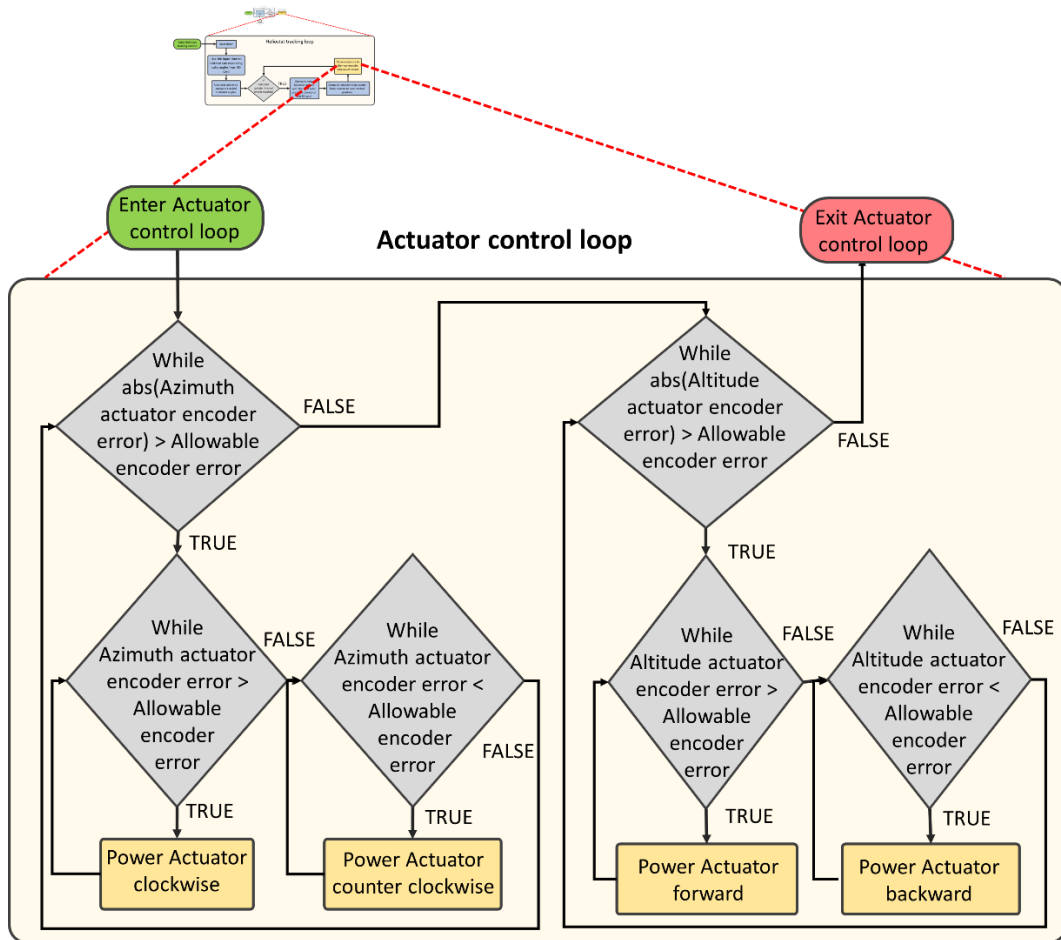 Heliostat tracking loop
TRUE
Enter Actuator
control loop
Exit Actuator
control loop
Actuator control loop
While
abs(Azimuth
actuator encoder
error) > Allowable
encoder error
FALSE
TRUE
While
abs(Altitude
actuator encoder
error) > Allowable
encoder error
FALSE
TRUE
While
Azimuth actuator
encoder error >
Allowable
encoder
error
FALSE
TRUE
While
Azimuth actuator
encoder error <
Allowable
encoder
error
FALSE
TRUE
While
Altitude actuator
encoder error >
Allowable
encoder
error
FALSE
TRUE
While
Altitude actuator
encoder error <
Allowable
encoder
error
FALSE
TRUE
Power Actuator
clockwise
Power Actuator
counter clockwise
Power Actuator
forward
Power Actuator
backward